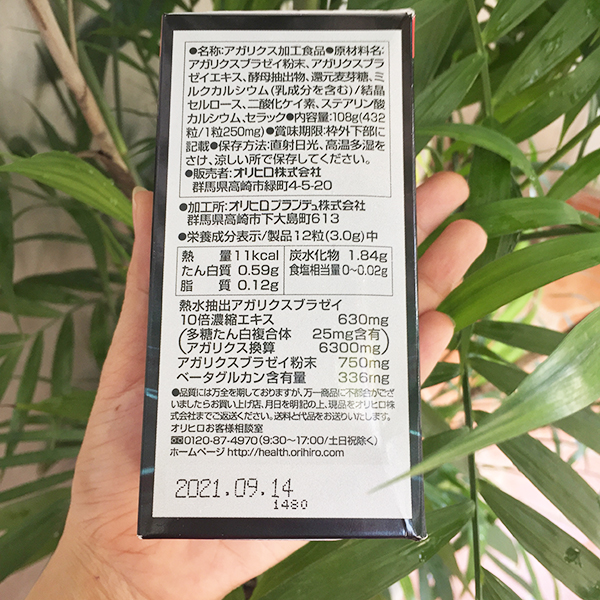 ●名称:アガリクス加工食品●原材料名:
アガリクスブラゼイ粉末、アガリクスブラ
ゼイエキス、酵母抽出物、還元麦芽糖、ミ
ルクカルシウム(乳成分を含む)/結晶
セルロース、二酸化ケイ素、ステアリン酸
カルシウム、セラック●内容量:108g(432
粒/1粒250mg)●賞味期限:枠外下部に
記載●保存方法:直射日光、高温多湿を
さけ、涼しい所で保存してください。
●販売者:オリヒロ株式会社
群馬県高崎市緑町4-5-20
●加工所:オリヒロプランデュ株式会社
群馬県高崎市下大島町613
●栄養成分表示/製品12粒(3.0g)中
熱 量 11kcal 炭水化物 1.84g
たん白質 0.59g 食塩相当量 0~0.02g
脂 質 0.12g
熱水抽出アガリクスブラゼイ
10倍濃縮エキス 630mg
(多糖たん白複合体 25mg含有)
(アガリクス換算 6300mg)
アガリクスブラゼイ粉末 750mg
ベータグルカン含有量 336mg
●品質には万全を期しておりますが、万一商品に不都合がござ
いましたらお買い上げ店、月日を明記の上、現品をオリヒロ株
式会社までご返送ください。送料と代品をお送りいたします。
オリヒロお客様相談室
0120-87-4970(9:30~17:00/土日祝除く)
ホームページ http://health.orihiro.com/
2021.09.14
1480